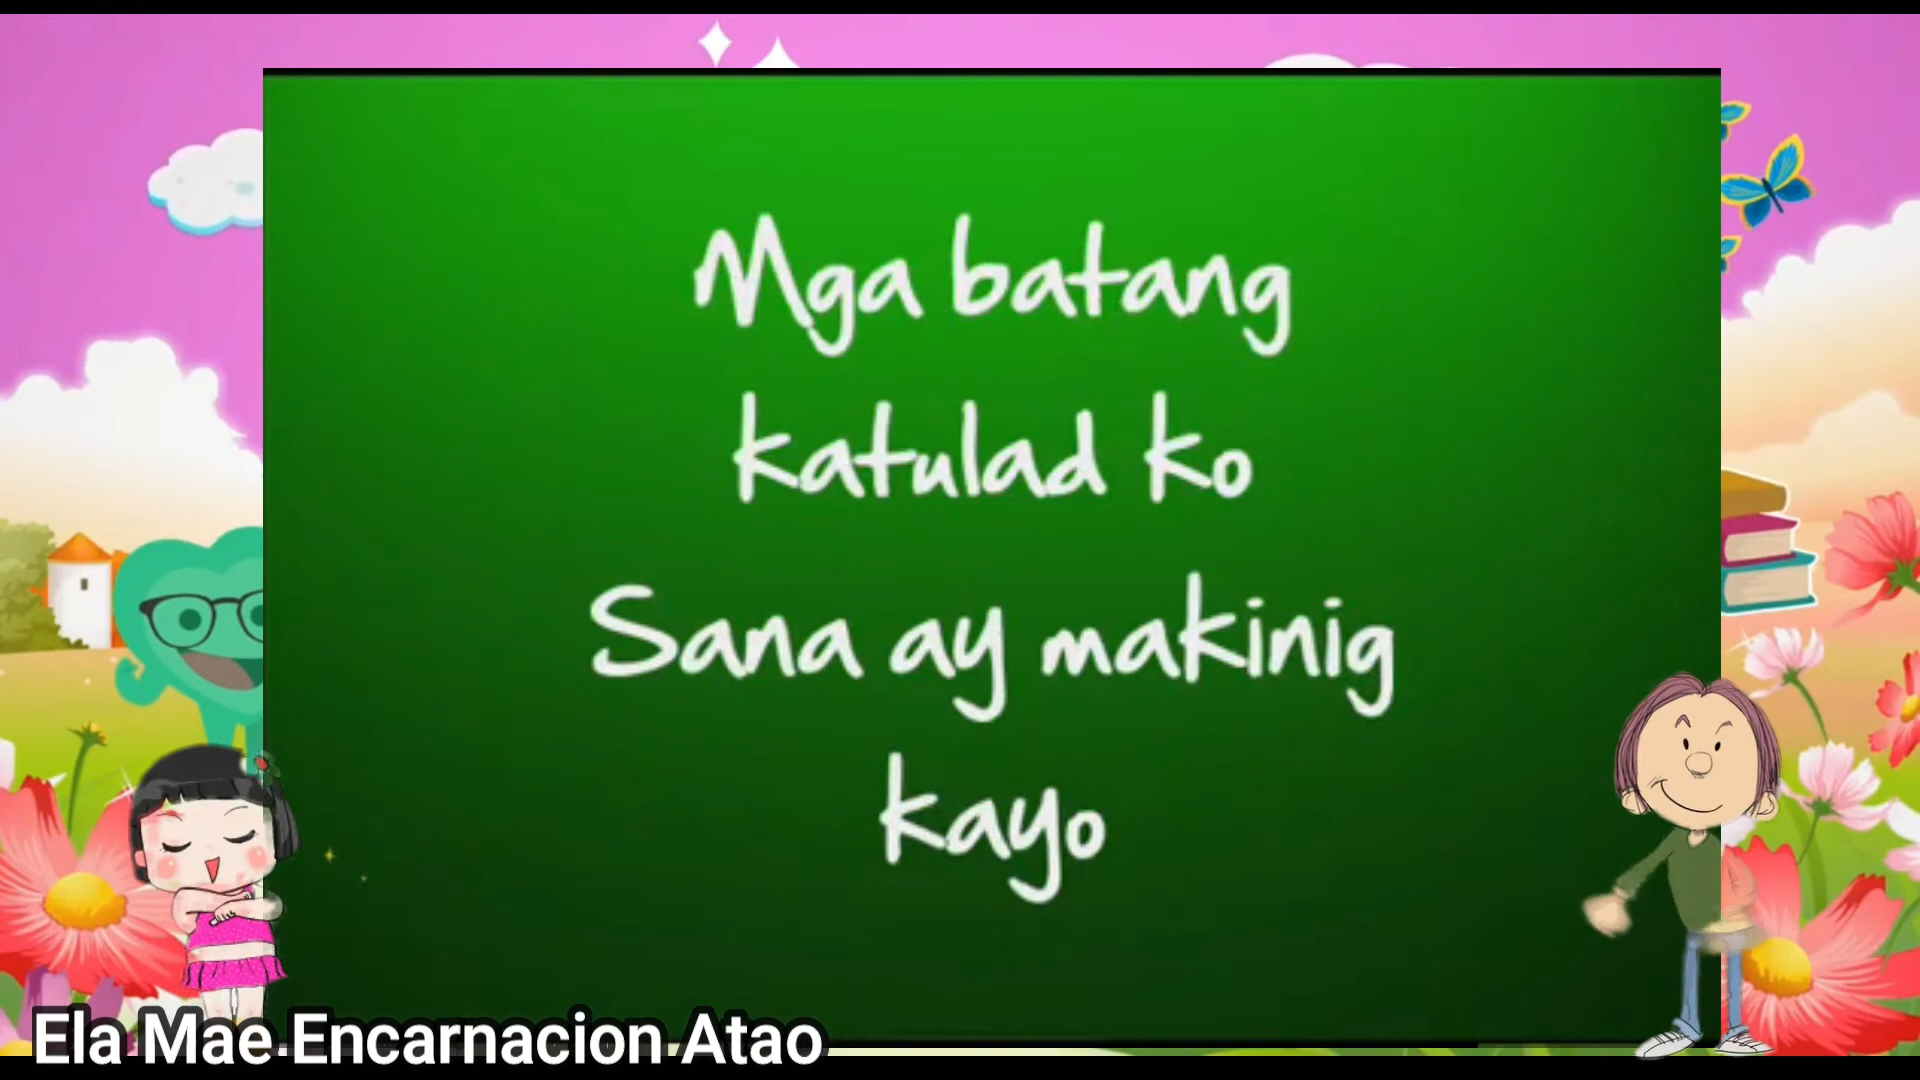 Mga batang
katulad ko
Sana ay makinig
kayo
Ela Mae Encarnacion Atao